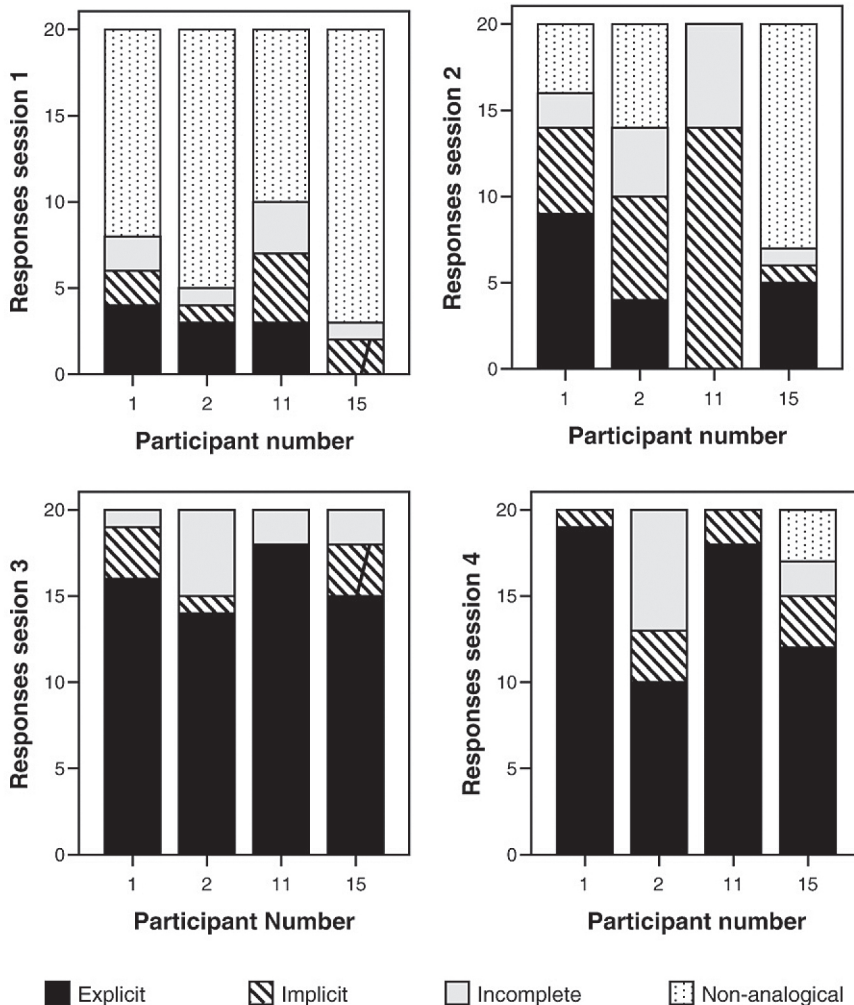 Responses session 1
20
15
10
5
0
1 2 11 15
Participant number
Responses session 2
20
15
10
5
0
1 2 11 15
Participant number
Responses sesion 3
20
15
10
5
0
1 2 11 15
Participant Number
Responses session 4
20
15
10
5
0
1 2 11 15
Participant number
Explicit Implicit Incomplete Non-analogical